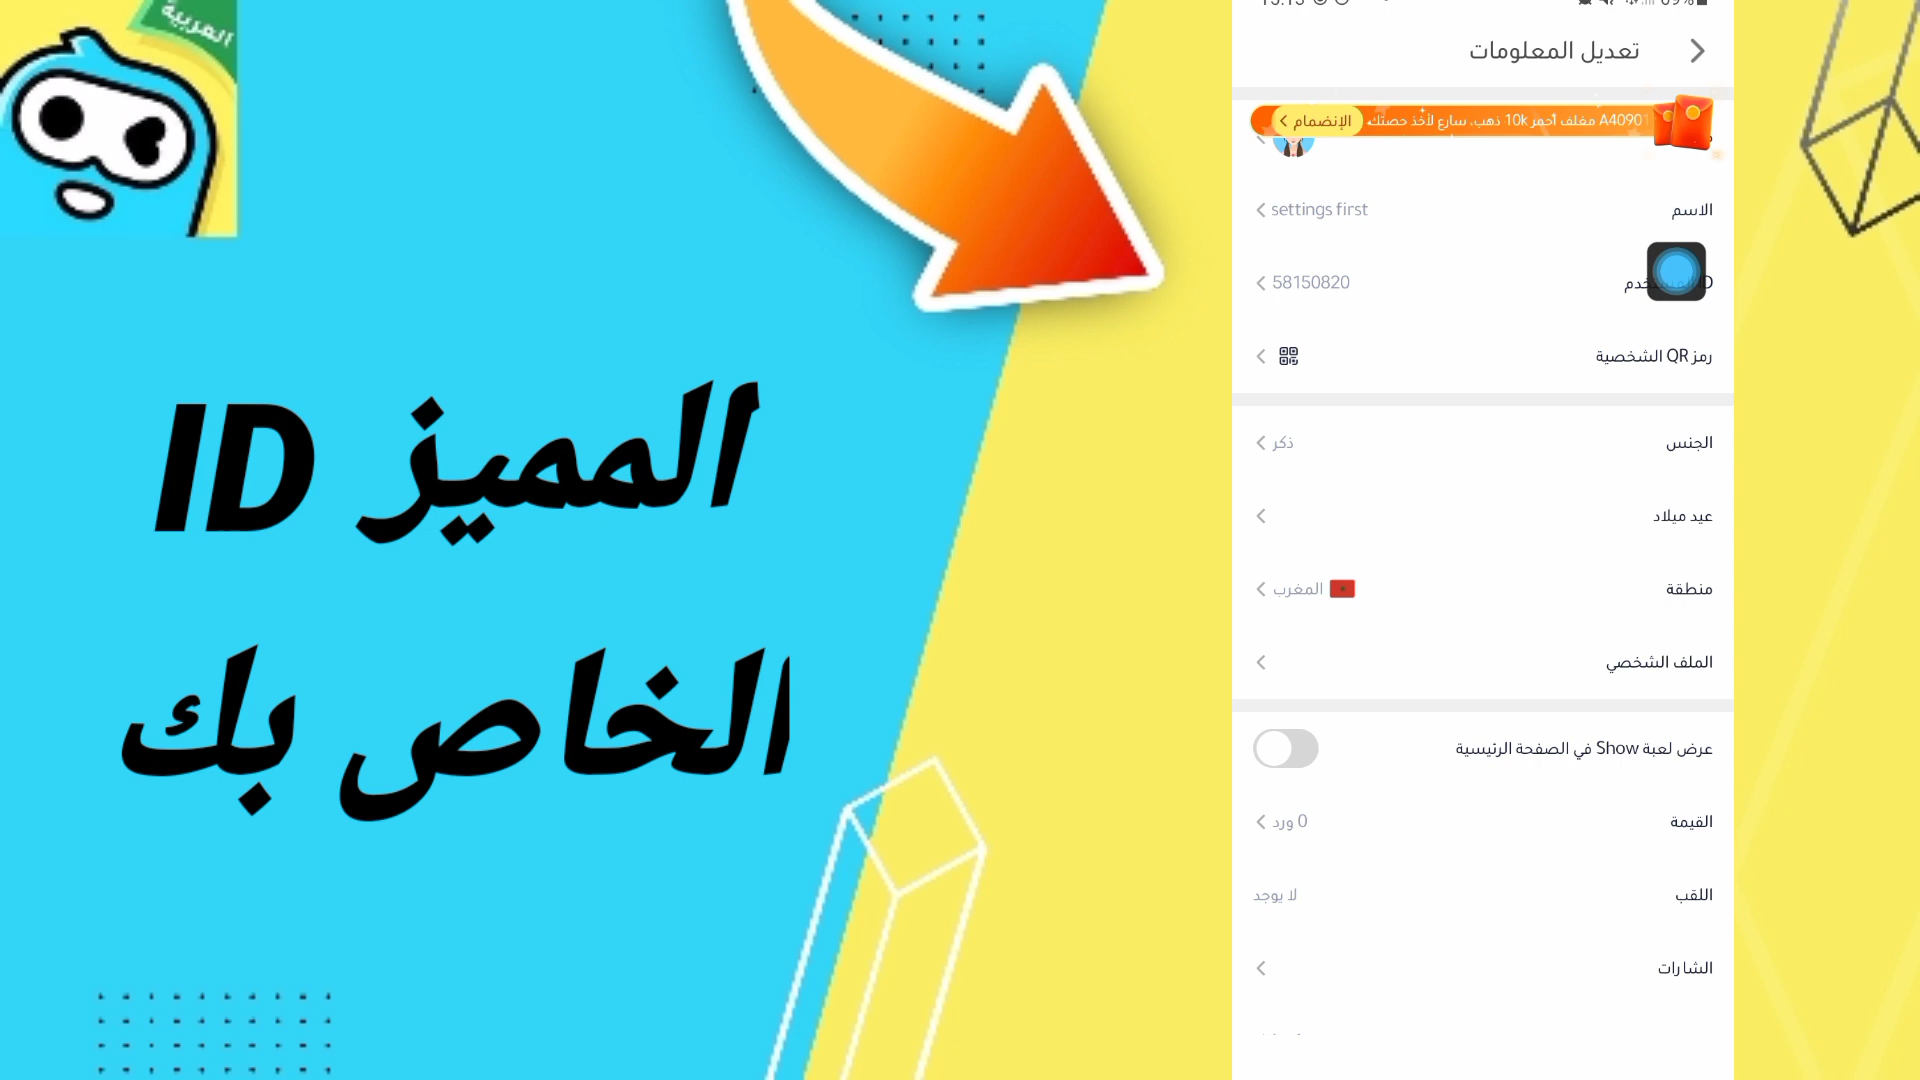 العربية
المميز ID
الخاص بك
تعديل المعلومات
A40901 مغلف أحمر 10k ذهب، سارع لأخذ حصتك،
الإنضمام
الاسم
settings first
58150820
رمز QR الشخصية
الجنس
ذكر
عيد ميلاد
منطقة
المغرب
الملف الشخصي
عرض لعبة Show في الصفحة الرئيسية
القيمة
0 ورد
اللقب
لا يوجد
الشارات